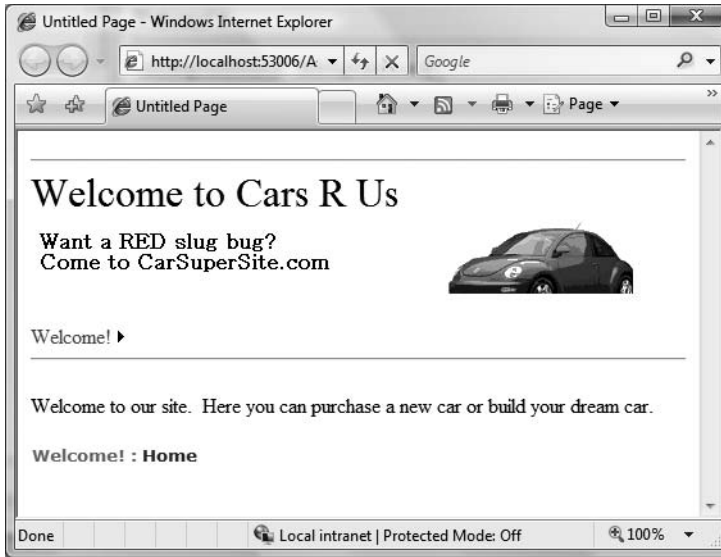 Untitled Page - Windows Internet Explorer
http://localhost:53006/A
Google
Untitled Page
Page
Welcome to Cars R Us
Want a RED slug bug?
Come to CarSuperSite.com
Welcome!
Welcome to our site. Here you can purchase a new car or build your dream car.
Welcome! : Home
Done
Local intranet | Protected Mode: Off
100%